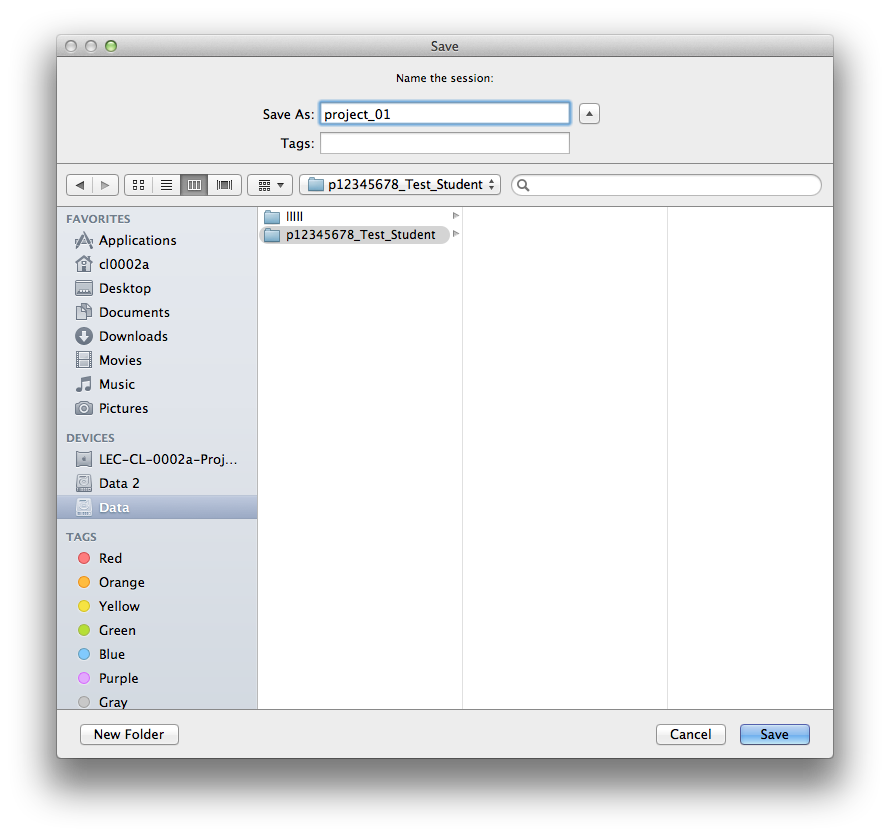 Save
Name the session:
Save As: project_01
Tags:
p12345678_Test_Student
FAVORITES
Applications
cl0002a
Desktop
Documents
Downloads
Movies
Music
Pictures
DEVICES
LEC-CL-0002a-Proj...
Data 2
Data
TAGS
Red
Orange
Yellow
Green
Blue
Purple
Gray
lllll
p12345678_Test_Student
New Folder
Cancel
Save